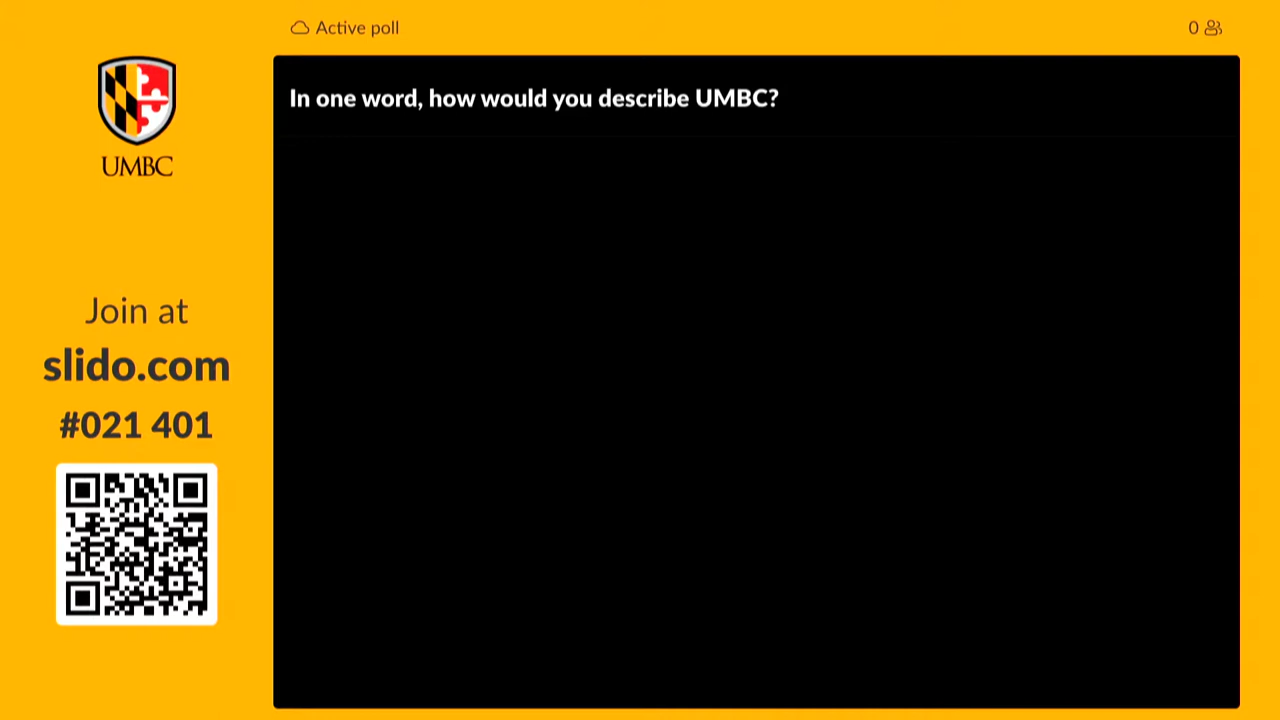 UMBC
Join at
slido.com
#021 401
Active poll
0
In one word, how would you describe UMBC?